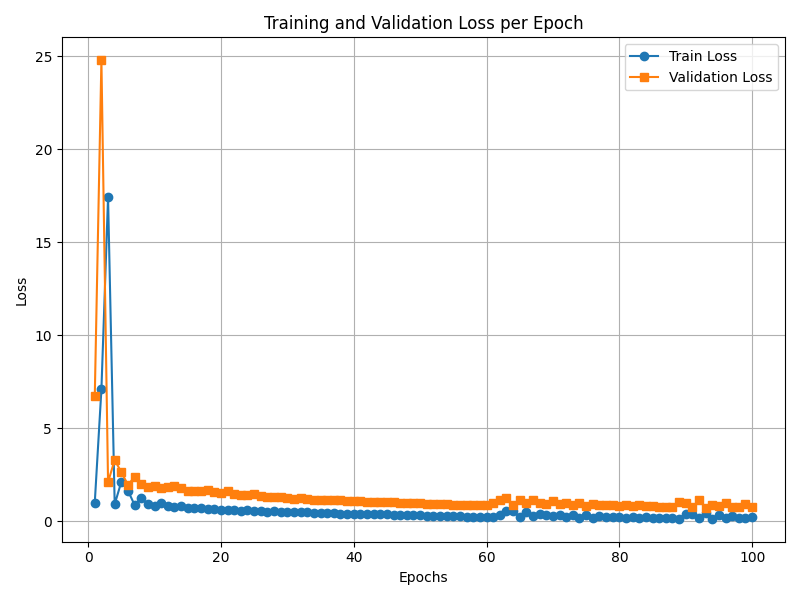 Training and Validation Loss per Epoch
Train Loss
Validation Loss
25
20
15
10
5
0
Loss
0 20 40 60 80 100
Epochs